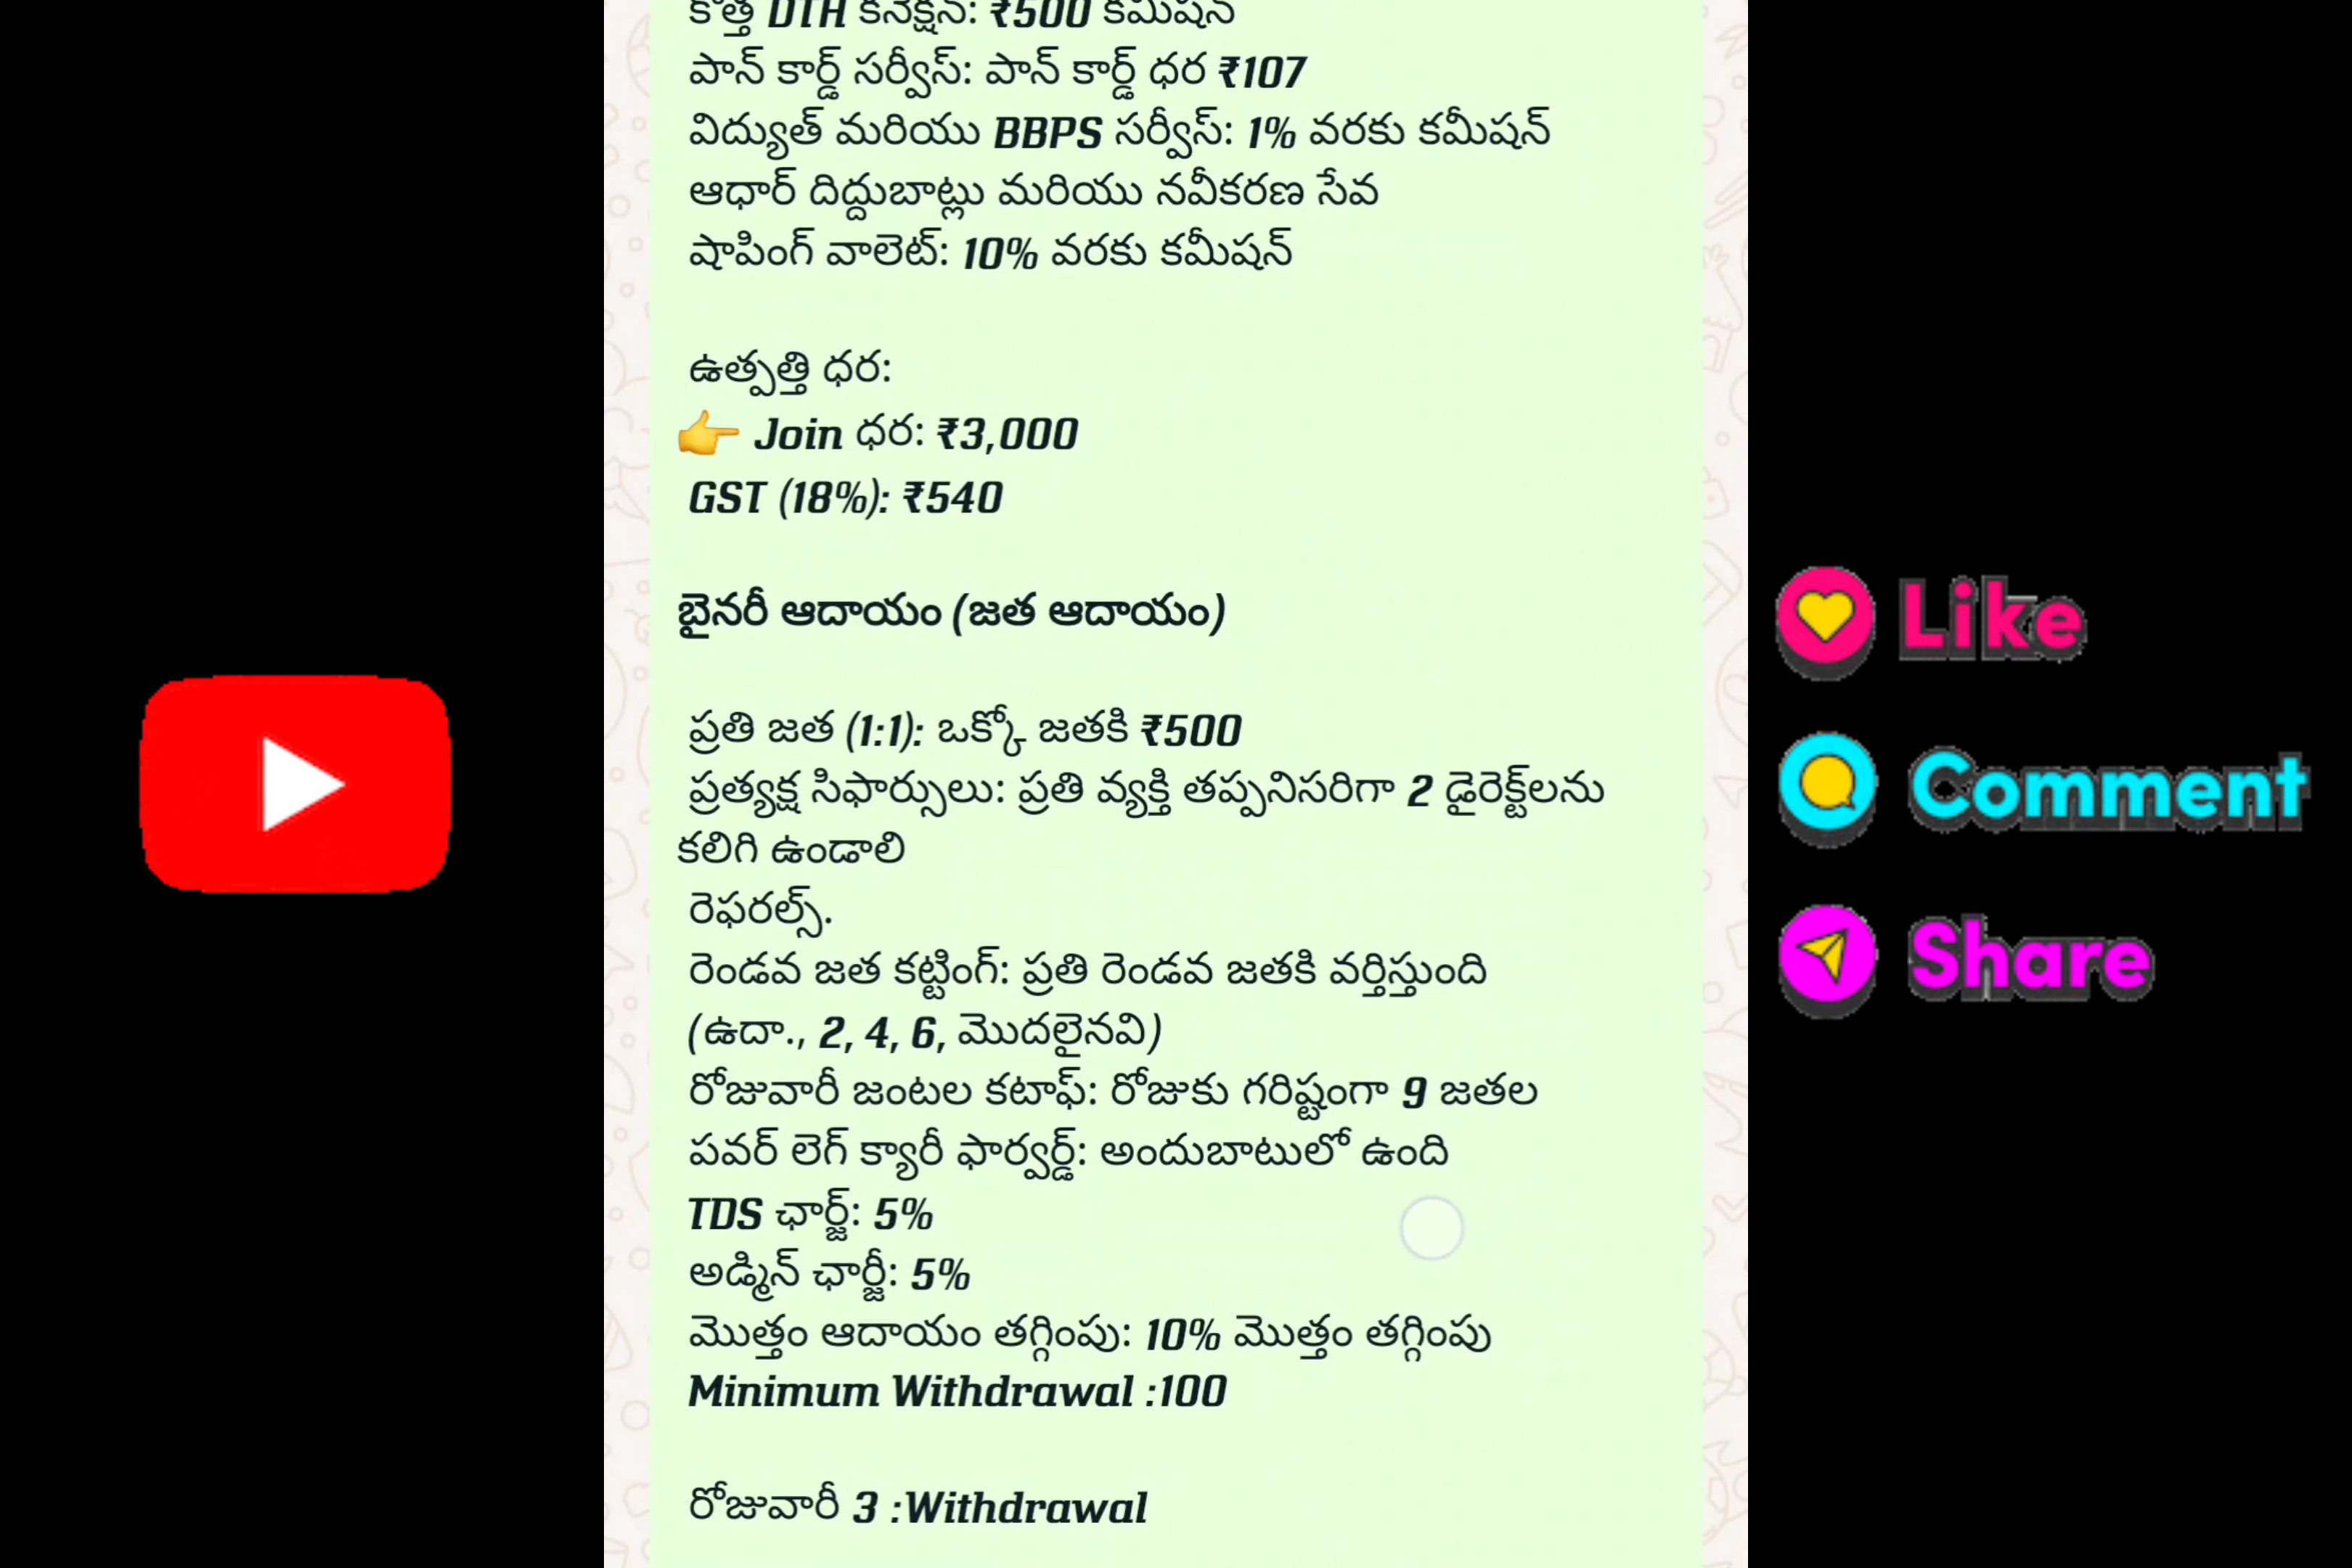 కొత్త DTH కనెక్షన్: ₹500 కమీషన్
పాన్ కార్డ్ సర్వీస్: పాన్ కార్డ్ ధర ₹107
విద్యుత్ మరియు BBPS సర్వీస్: 1% వరకు కమీషన్
ఆధార్ దిద్దుబాట్లు మరియు నవీకరణ సేవ
షాపింగ్ వాలెట్: 10% వరకు కమీషన్
ఉత్పత్తి ధర:
👉 Join ధర: ₹3,000
GST (18%): ₹540
బైనరీ ఆదాయం (జత ఆదాయం)
ప్రతి జత (1:1): ఒక్కో జతకి ₹500
ప్రత్యక్ష సిఫార్సులు: ప్రతి వ్యక్తి తప్పనిసరిగా 2 డైరెక్ట్‌లను
కలిగి ఉండాలి
రెఫరల్స్.
రెండవ జత కట్టింగ్: ప్రతి రెండవ జతకి వర్తిస్తుంది
(ఉదా., 2, 4, 6, మొదలైనవి)
రోజువారీ జంటల కటాఫ్: రోజుకు గరిష్టంగా 9 జతల
పవర్ లెగ్ క్యారీ ఫార్వర్డ్: అందుబాటులో ఉంది
TDS ఛార్జ్: 5%
అడ్మిన్ ఛార్జీ: 5%
మొత్తం ఆదాయం తగ్గింపు: 10% మొత్తం తగ్గింపు
Minimum Withdrawal :100
రోజువారీ 3 :Withdrawal
Like
Comment
Share